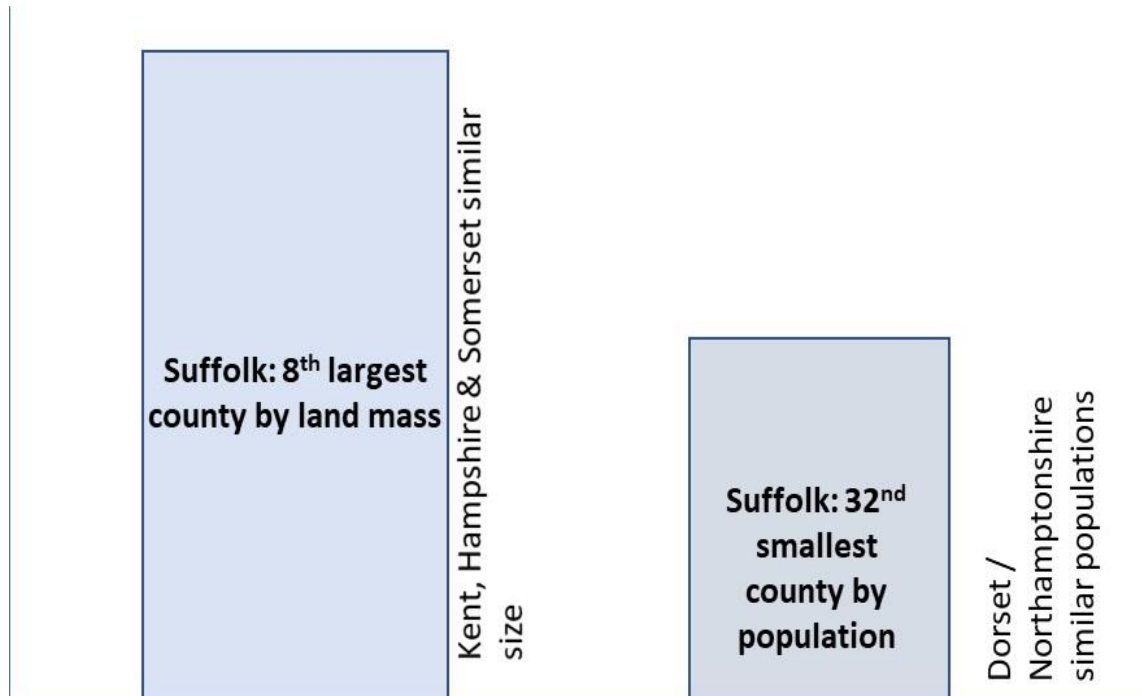 Suffolk: 8th largest
county by land mass
Kent, Hampshire & Somerset similar
size
Suffolk: 32nd
smallest
county by
population
Dorset /
Northamptonshire
similar populations